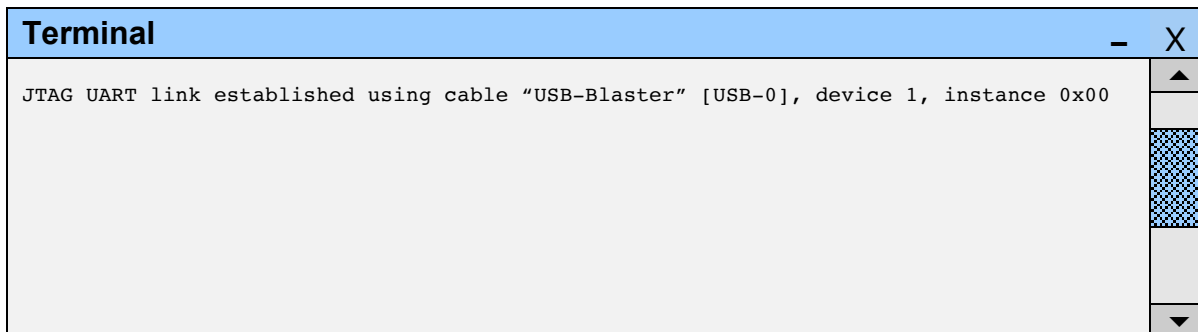 Terminal
– X
JTAG UART link established using cable “USB-Blaster” [USB-0], device 1, instance 0x00